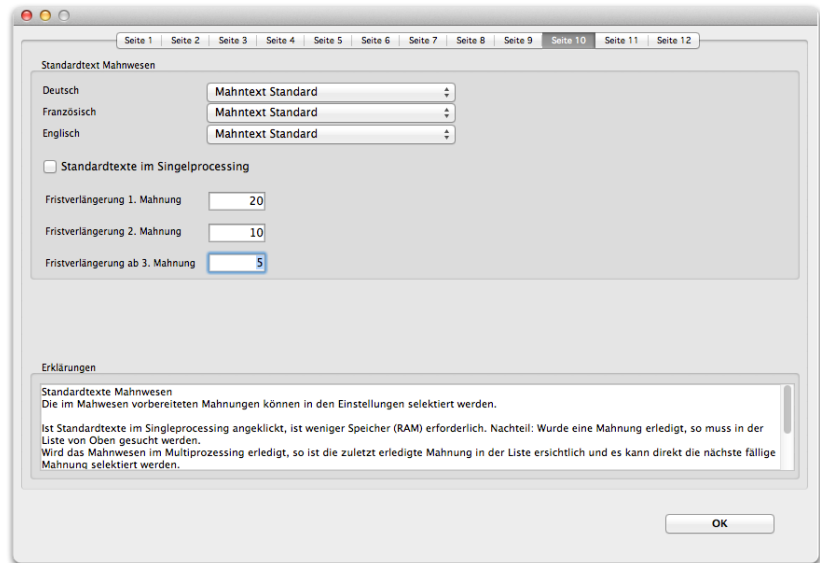 Seite 1 Seite 2 Seite 3 Seite 4 Seite 5 Seite 6 Seite 7 Seite 8 Seite 9 Seite 10 Seite 11 Seite 12
Standardtext Mahnwesen
Deutsch Mahntext Standard
Französisch Mahntext Standard
Englisch Mahntext Standard
Standardtexte im Singelprocessing
Fristverlängerung 1. Mahnung 20
Fristverlängerung 2. Mahnung 10
Fristverlängerung ab 3. Mahnung 5
Erklärungen
Standardtexte Mahnwesen
Die im Mahwesen vorbereiteten Mahnungen können in den Einstellungen selektiert werden.
Ist Standardtexte im Singleprocessing angeklickt, ist weniger Speicher (RAM) erforderlich. Nachteil: Wurde eine Mahnung erledigt, so muss in der
Liste von Oben gesucht werden.
Wird das Mahnwesen im Multiprozessing erledigt, so ist die zuletzt erledigte Mahnung in der Liste ersichtlich und es kann direkt die nächste fällige
Mahnung selektiert werden.
OK